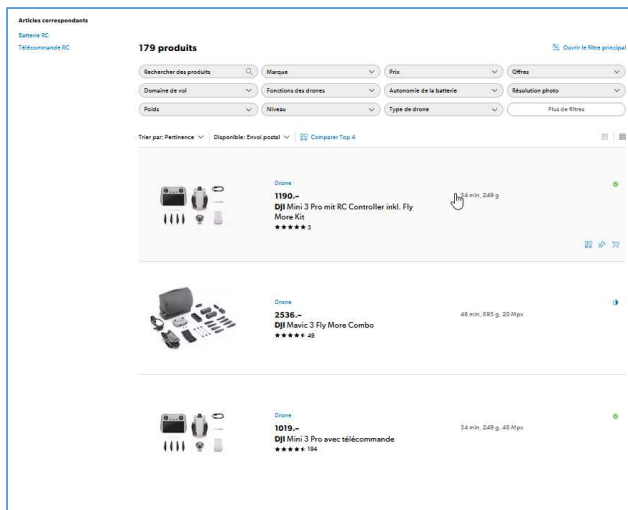 Articles correspondants
Batterie RC
Télécommande RC
179 produits
Ouvrir le filtre principal
Rechercher des produits
Marque
Prix
Offres
Domaine de vol
Fonctions des drones
Autonomie de la batterie
Résolution photo
Poids
Niveau
Type de drone
Plus de filtres
Trier par: Pertinence
Disponible: Envoi postal
Comparer Top 4
Drone
1190.–
34 min, 249 g
DJI Mini 3 Pro mit RC Controller inkl. Fly
More Kit
3
Drone
2536.–
46 min, 895 g, 20 Mpx
DJI Mavic 3 Fly More Combo
49
Drone
1019.–
34 min, 249 g, 48 Mpx
DJI Mini 3 Pro avec télécommande
194